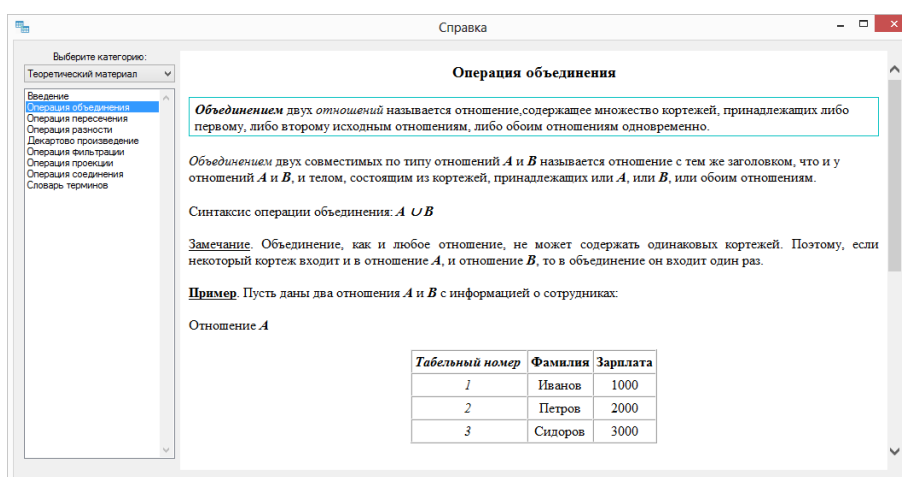 Справка
Выберите категорию:
Теоретический материал
Введение
Операция объединения
Операция пересечения
Операция разности
Декартово произведение
Операция фильтрации
Операция проекции
Операция соединения
Словарь терминов
Операция объединения
Объединением двух отношений называется отношение,содержащее множество кортежей, принадлежащих либо
первому, либо второму исходным отношениям, либо обоим отношениям одновременно.
Объединением двух совместимых по типу отношений A и B называется отношение с тем же заголовком, что и у
отношений A и B, и телом, состоящим из кортежей, принадлежащих или A, или B, или обоим отношениям.
Синтаксис операции объединения: A ∪ B
Замечание. Объединение, как и любое отношение, не может содержать одинаковых кортежей. Поэтому, если
некоторый кортеж входит и в отношение A, и отношение B, то в объединение он входит один раз.
Пример. Пусть даны два отношения A и B с информацией о сотрудниках:
Отношение A
Табельный номер Фамилия Зарплата
1 Иванов 1000
2 Петров 2000
3 Сидоров 3000